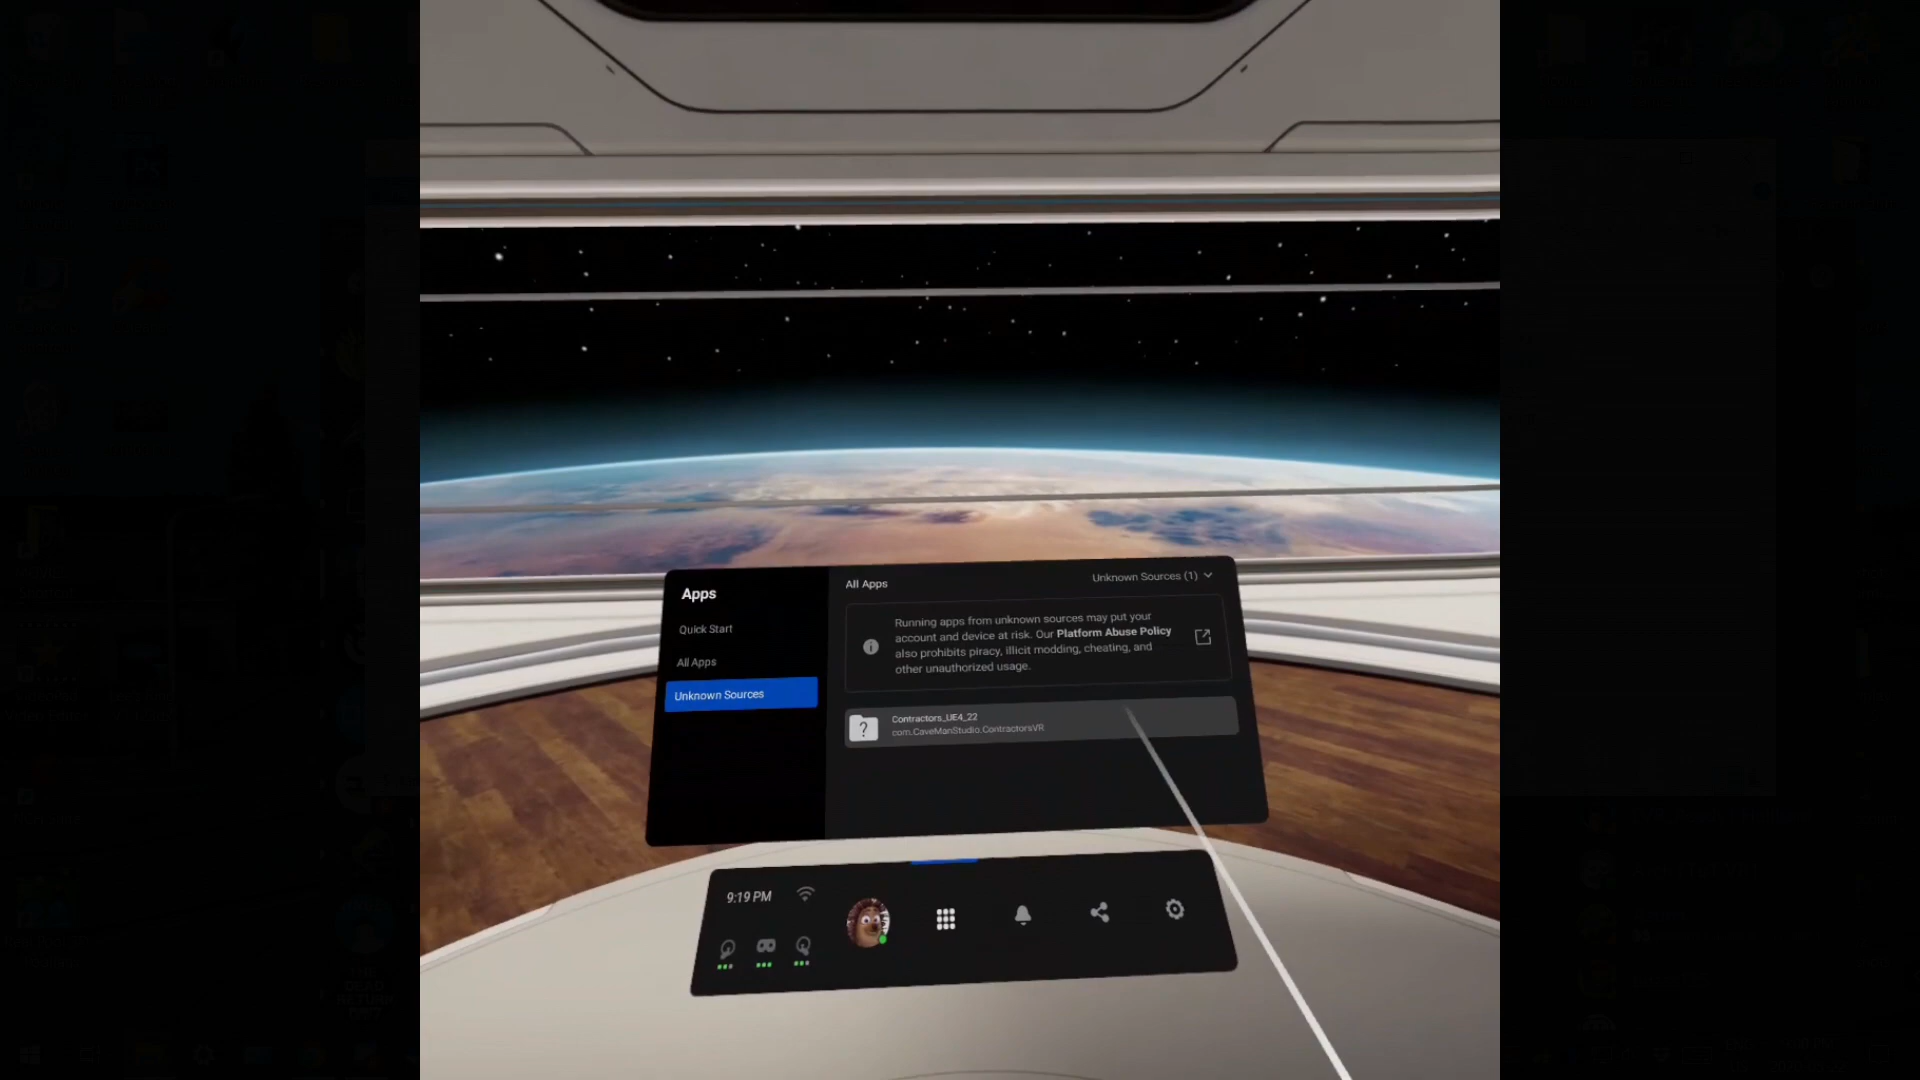 Apps
Quick Start
All Apps
Unknown Sources
All Apps
Unknown Sources (1)
Running apps from unknown sources may put your
account and device at risk. Our Platform Abuse Policy
also prohibits piracy, illicit modding, cheating, and
other unauthorized usage.
?
Contractors_UE4_22
com.CaveManStudio.ContractorsVR
9:19 PM